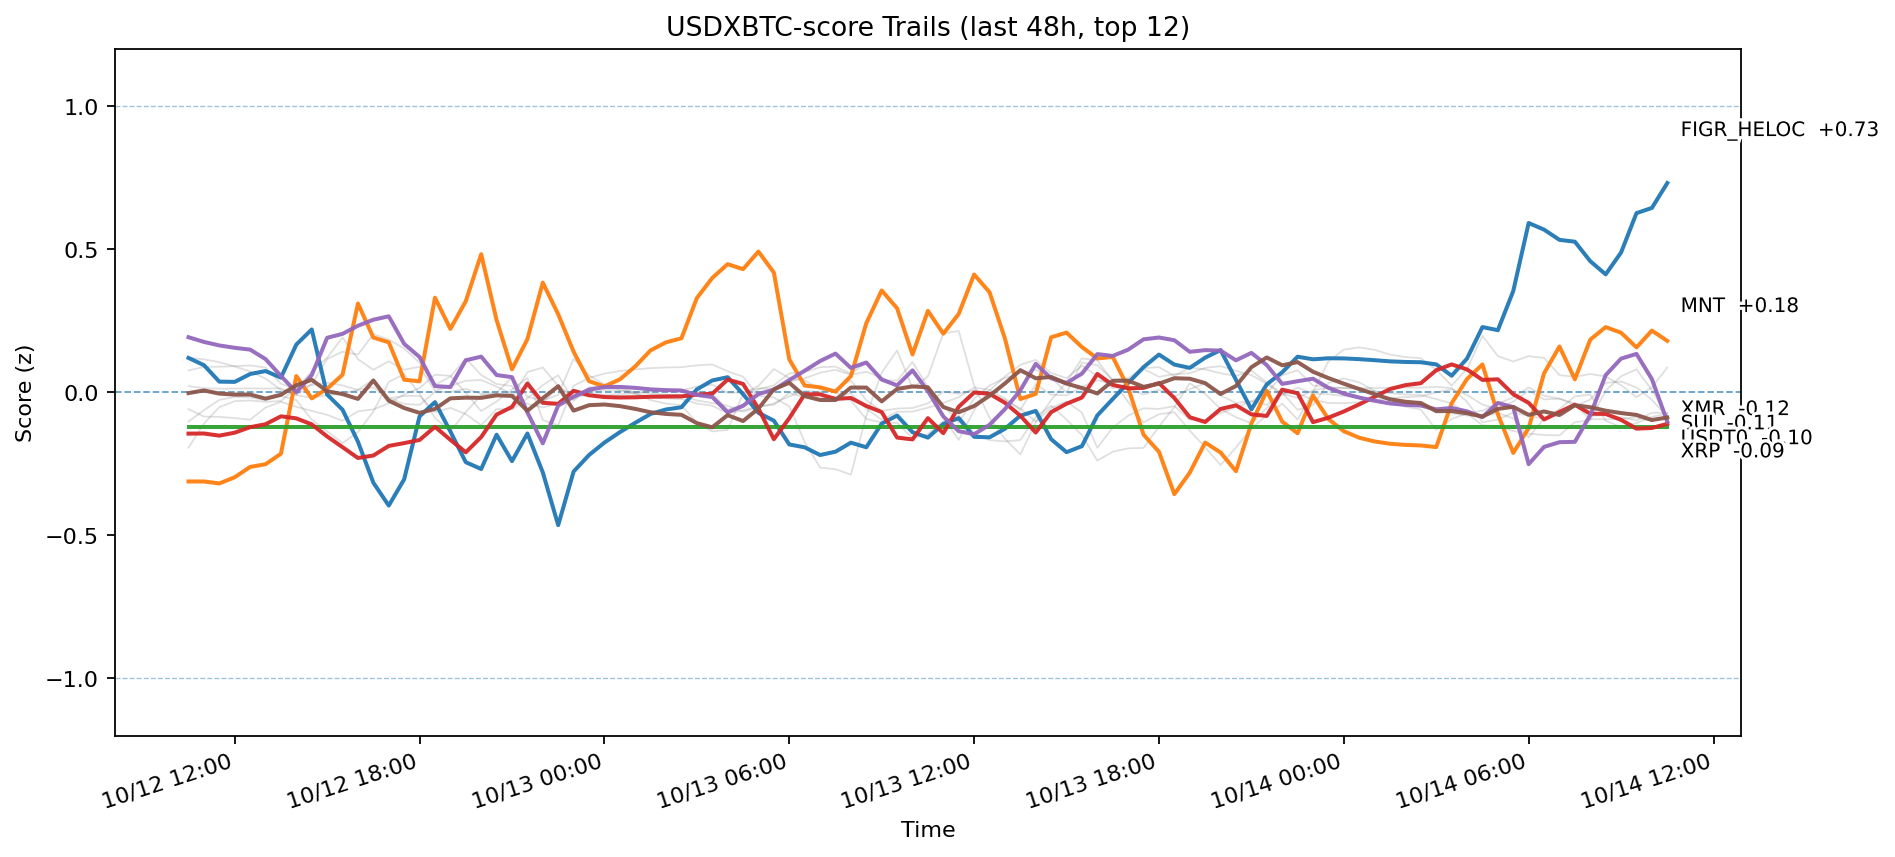 USDXBTC-score Trails (last 48h, top 12)
Score (z)
1.0
0.5
0.0
−0.5
−1.0
FIGR_HELOC +0.73
MNT +0.18
XMR -0.12
SUI -0.11
USDT0 -0.10
XRP -0.09
10/12 12:00
10/12 18:00
10/13 00:00
10/13 06:00
10/13 12:00
10/13 18:00
10/14 00:00
10/14 06:00
10/14 12:00
Time